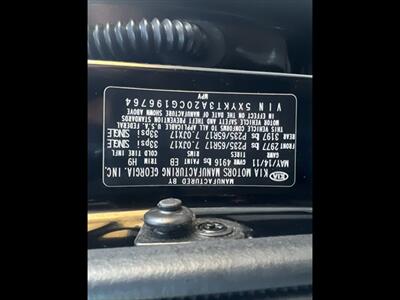 MANUFACTURED BY
KIA KIA MOTORS MANUFACTURING GEORGIA, INC.
MAY/14/11 GVWR 4916 lbs PAINT EB TRIM H9
GAWR TIRES RIMS COLD TIRE INFL
FRONT 2977 lbs P235/65R17 7.0JX17 33psi SINGLE
REAR 3197 lbs P235/65R17 7.0JX17 33psi SINGLE
THIS VEHICLE CONFORMS TO ALL APPLICABLE U.S.A. FEDERAL
MOTOR VEHICLE SAFETY AND THEFT PREVENTION STANDARDS
IN EFFECT ON THE DATE OF MANUFACTURE SHOWN ABOVE.
VIN 5XYKT3A20CG196764
MPV